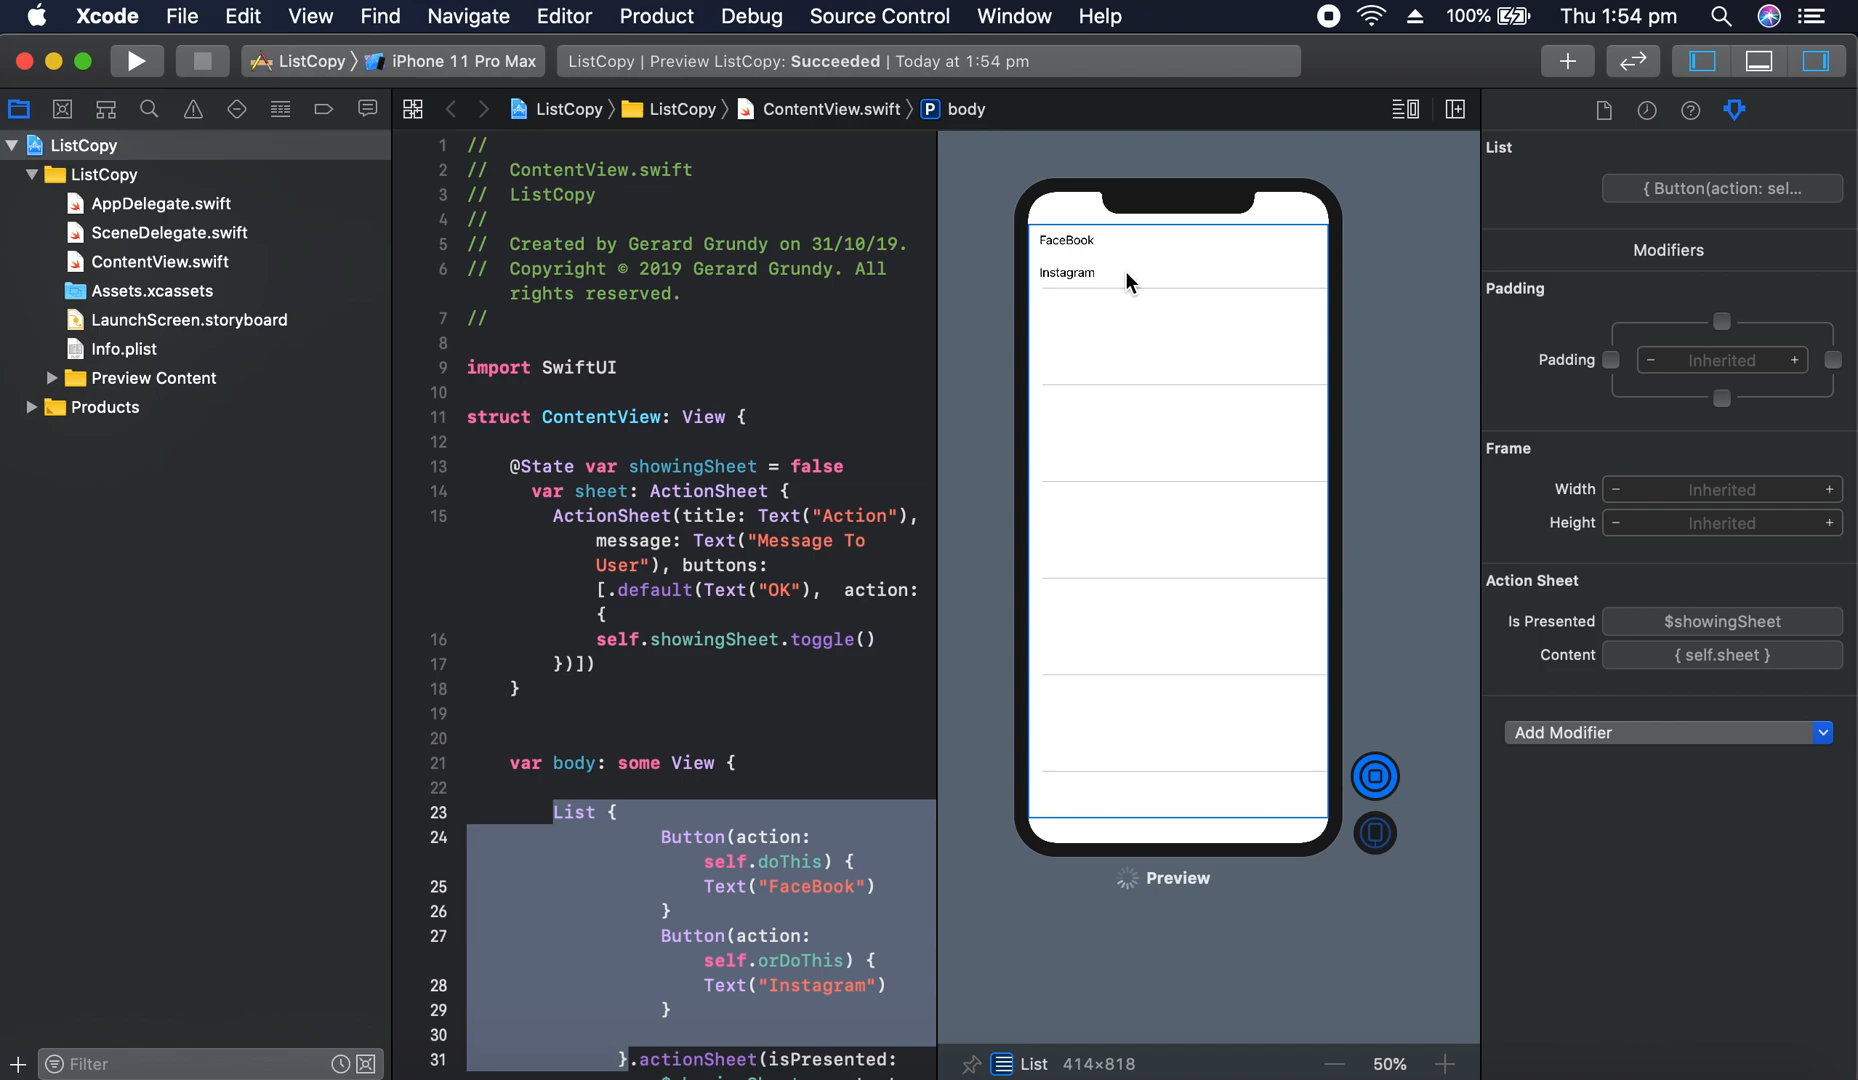 Xcode File Edit View Find Navigate Editor Product Debug Source Control Window Help 100% Thu 1:54 pm
ListCopy iPhone 11 Pro Max ListCopy | Preview ListCopy: Succeeded | Today at 1:54 pm
ListCopy ListCopy ContentView.swift P body
ListCopy
ListCopy
AppDelegate.swift
SceneDelegate.swift
ContentView.swift
Assets.xcassets
LaunchScreen.storyboard
Info.plist
Preview Content
Products
Filter
1 //
2 // ContentView.swift
3 // ListCopy
4 //
5 // Created by Gerard Grundy on 31/10/19.
6 // Copyright © 2019 Gerard Grundy. All
rights reserved.
7 //
8
9 import SwiftUI
10
11 struct ContentView: View {
12
13 @State var showingSheet = false
14 var sheet: ActionSheet {
15 ActionSheet(title: Text("Action"),
message: Text("Message To
User"), buttons:
[.default(Text("OK"), action:
{
16 self.showingSheet.toggle()
17 })])
18 }
19
20
21 var body: some View {
22
23 List {
24 Button(action:
self.doThis) {
25 Text("FaceBook")
26 }
27 Button(action:
self.orDoThis) {
28 Text("Instagram")
29 }
30
31 }.actionSheet(isPresented:
FaceBook
Instagram
Preview
List 414×818 50%
List
{ Button(action: sel...
Modifiers
Padding
Padding - Inherited +
Frame
Width - Inherited +
Height - Inherited +
Action Sheet
Is Presented $showingSheet
Content { self.sheet }
Add Modifier